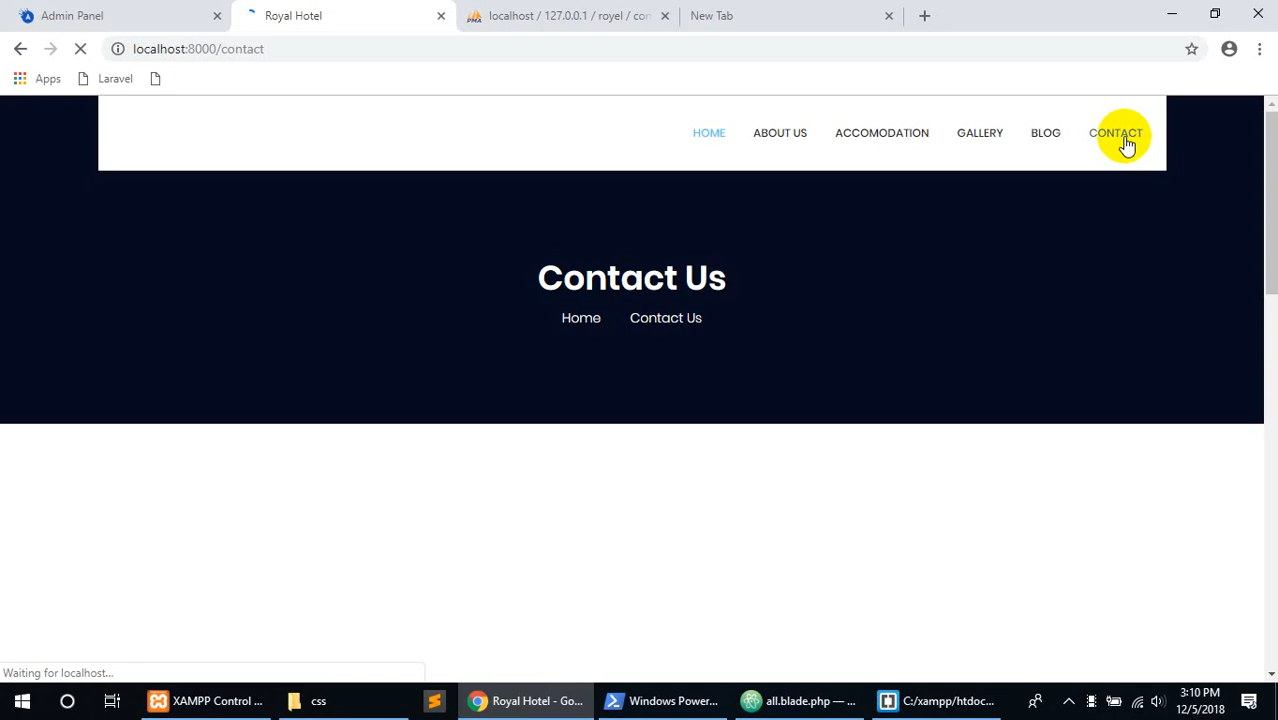 Admin Panel
Royal Hotel
localhost / 127.0.0.1 / royel / con
New Tab
localhost:8000/contact
Apps
Laravel
HOME
ABOUT US
ACCOMODATION
GALLERY
BLOG
CONTACT
Contact Us
Home
Contact Us
Waiting for localhost...
XAMPP Control ...
css
Royal Hotel - Go...
Windows Power...
all.blade.php — ...
C:/xampp/htdoc...
3:10 PM
12/5/2018